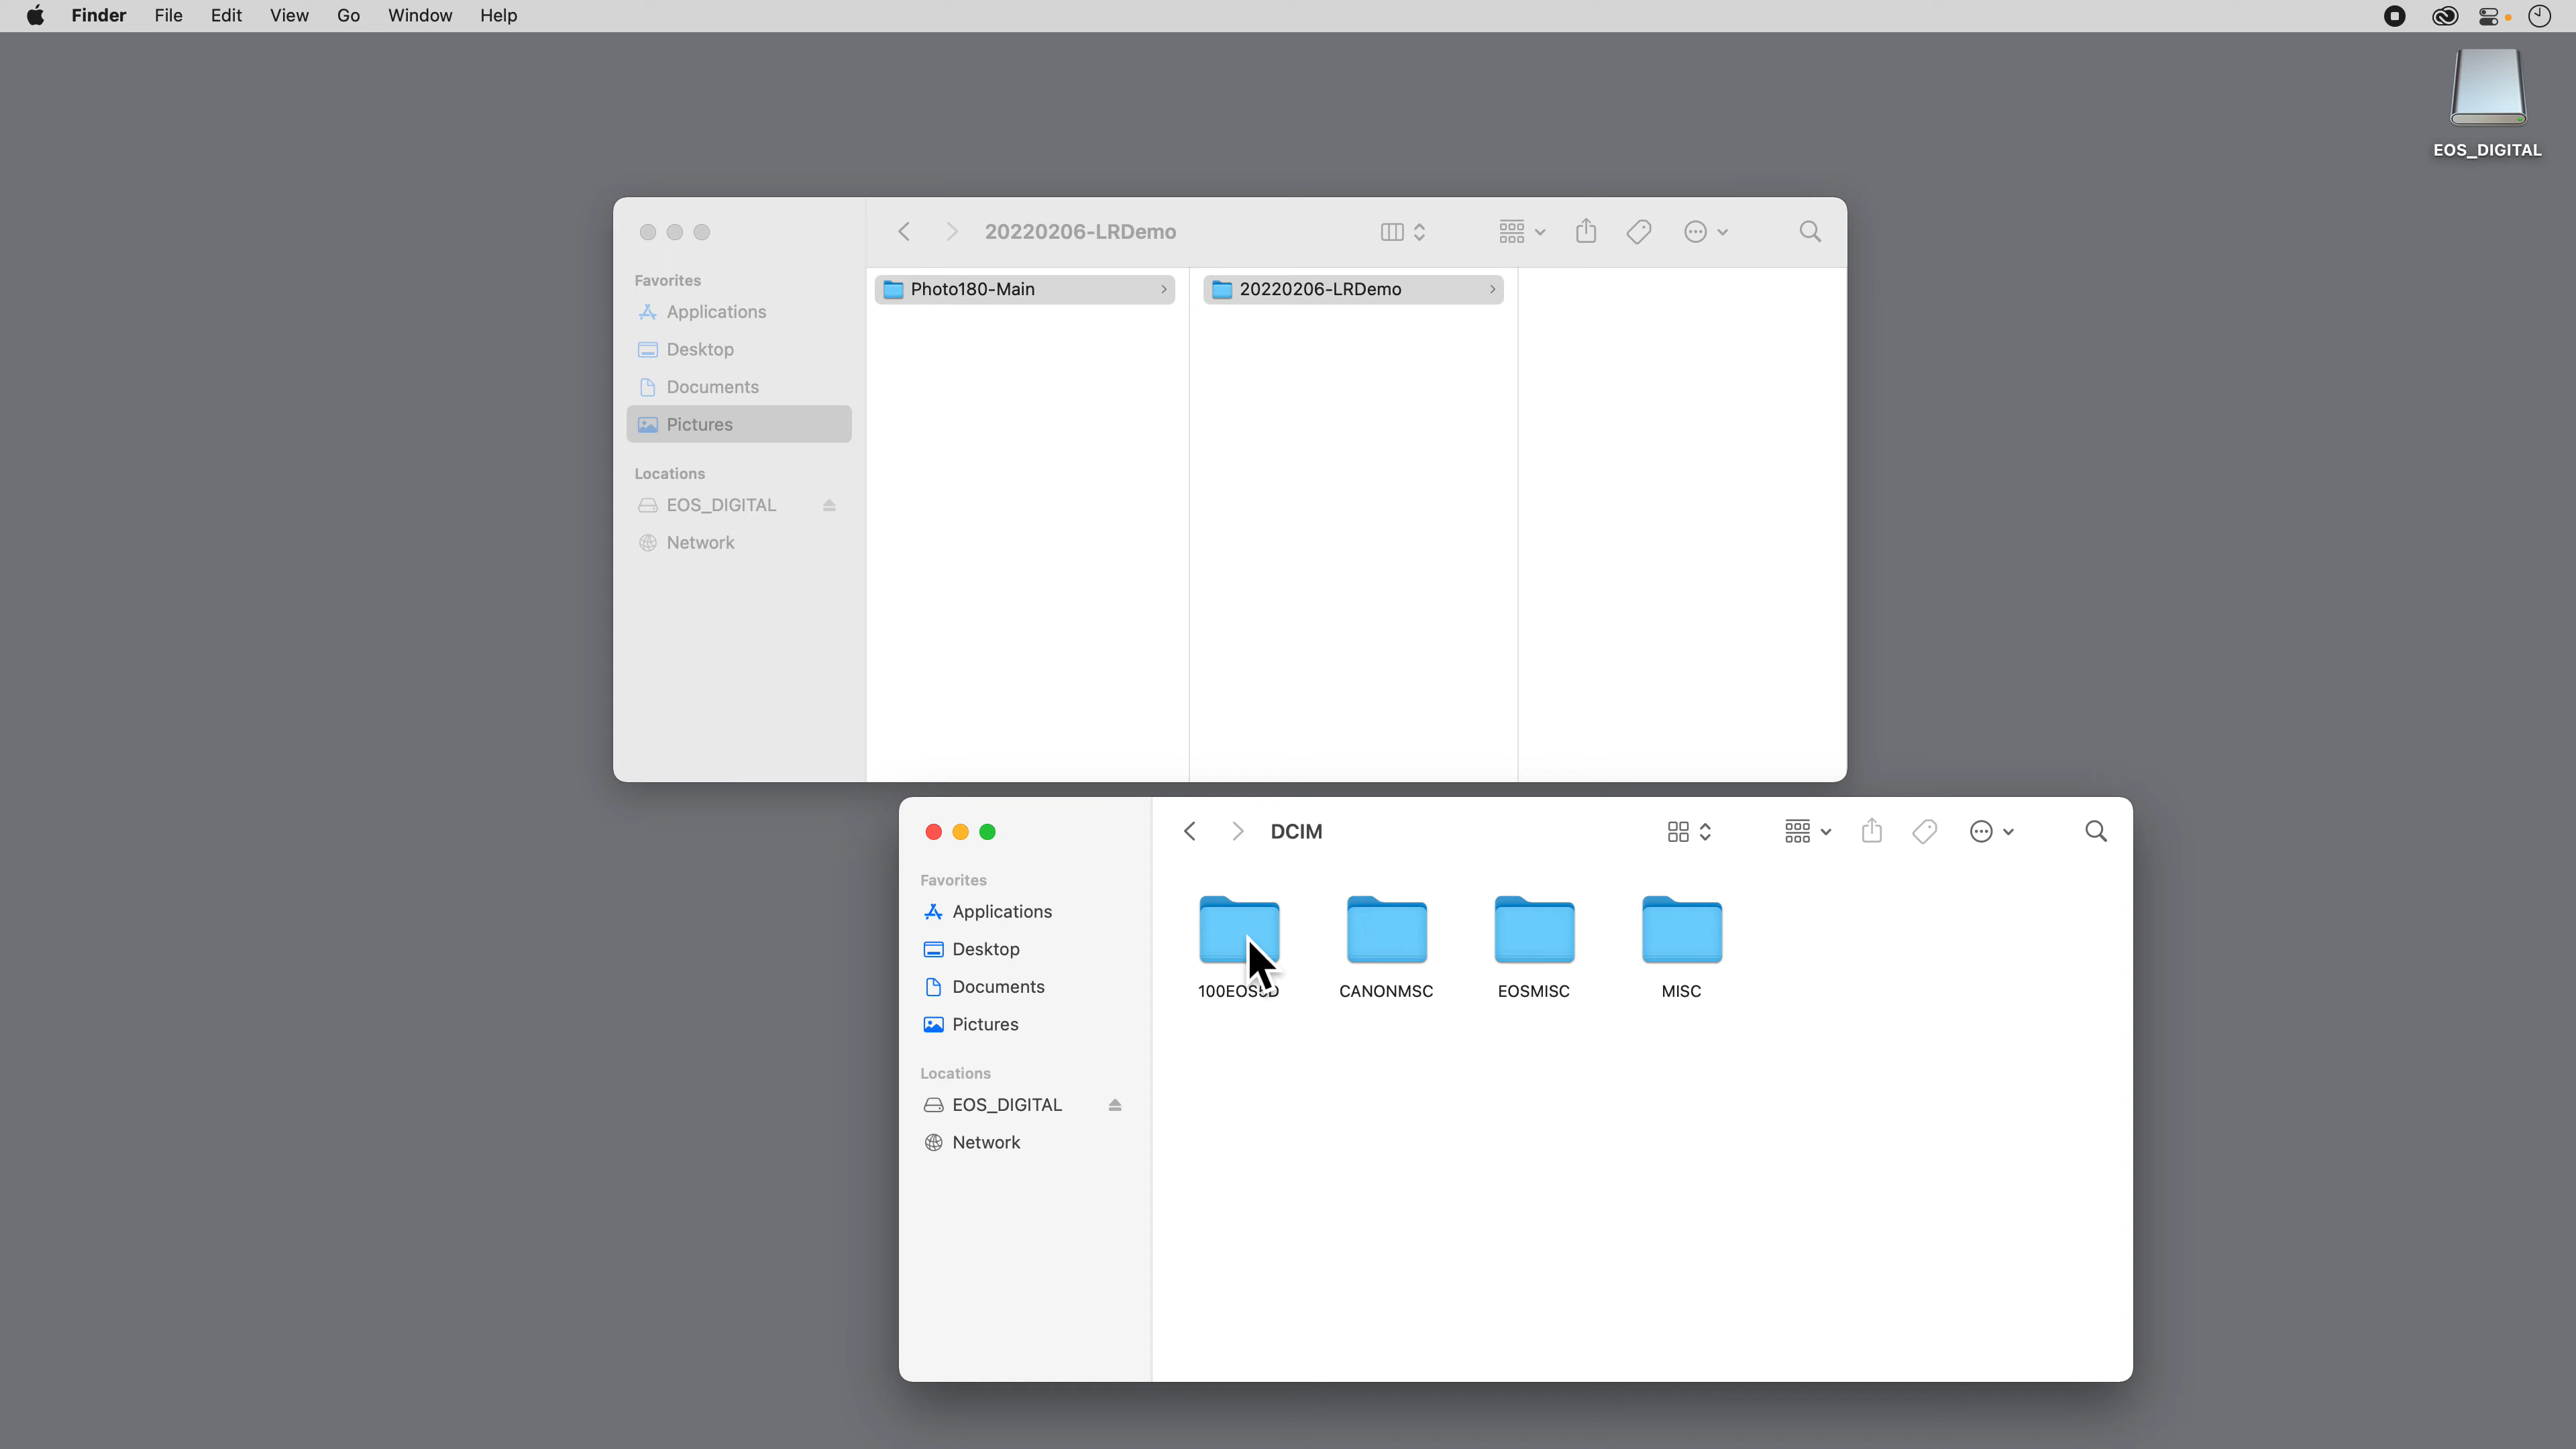 Finder File Edit View Go Window Help
EOS_DIGITAL
20220206-LRDemo
Favorites
Applications
Desktop
Documents
Pictures
Locations
EOS_DIGITAL
Network
Photo180-Main
20220206-LRDemo
DCIM
Favorites
Applications
Desktop
Documents
Pictures
Locations
EOS_DIGITAL
Network
CANONMSC
EOSMISC
MISC